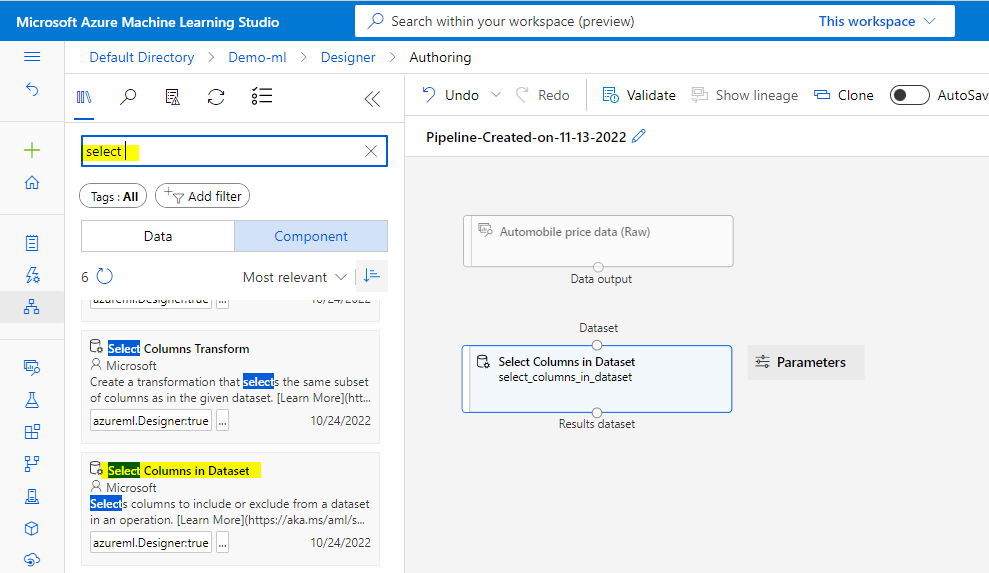 Microsoft Azure Machine Learning Studio
Search within your workspace (preview)
This workspace
Default Directory > Demo-ml > Designer > Authoring
Undo
Redo
Validate
Show lineage
Clone
AutoSav
select
Pipeline-Created-on-11-13-2022
Tags : All
Add filter
Data
Component
6
Most relevant
azureml.Designer:true
...
10/24/2022
Select Columns Transform
Microsoft
Create a transformation that selects the same subset
of columns as in the given dataset. [Learn More](htt...
azureml.Designer:true
...
10/24/2022
Select Columns in Dataset
Microsoft
Selects columns to include or exclude from a dataset
in an operation. [Learn More](https://aka.ms/aml/s...
azureml.Designer:true
...
10/24/2022
Automobile price data (Raw)
Data output
Dataset
Select Columns in Dataset
select_columns_in_dataset
Results dataset
Parameters